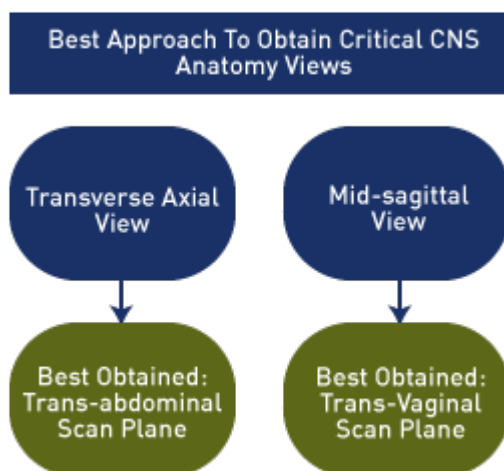 Best Approach To Obtain Critical CNS
Anatomy Views
Transverse Axial
View
Mid-sagittal
View
Best Obtained:
Trans-abdominal
Scan Plane
Best Obtained:
Trans-Vaginal
Scan Plane